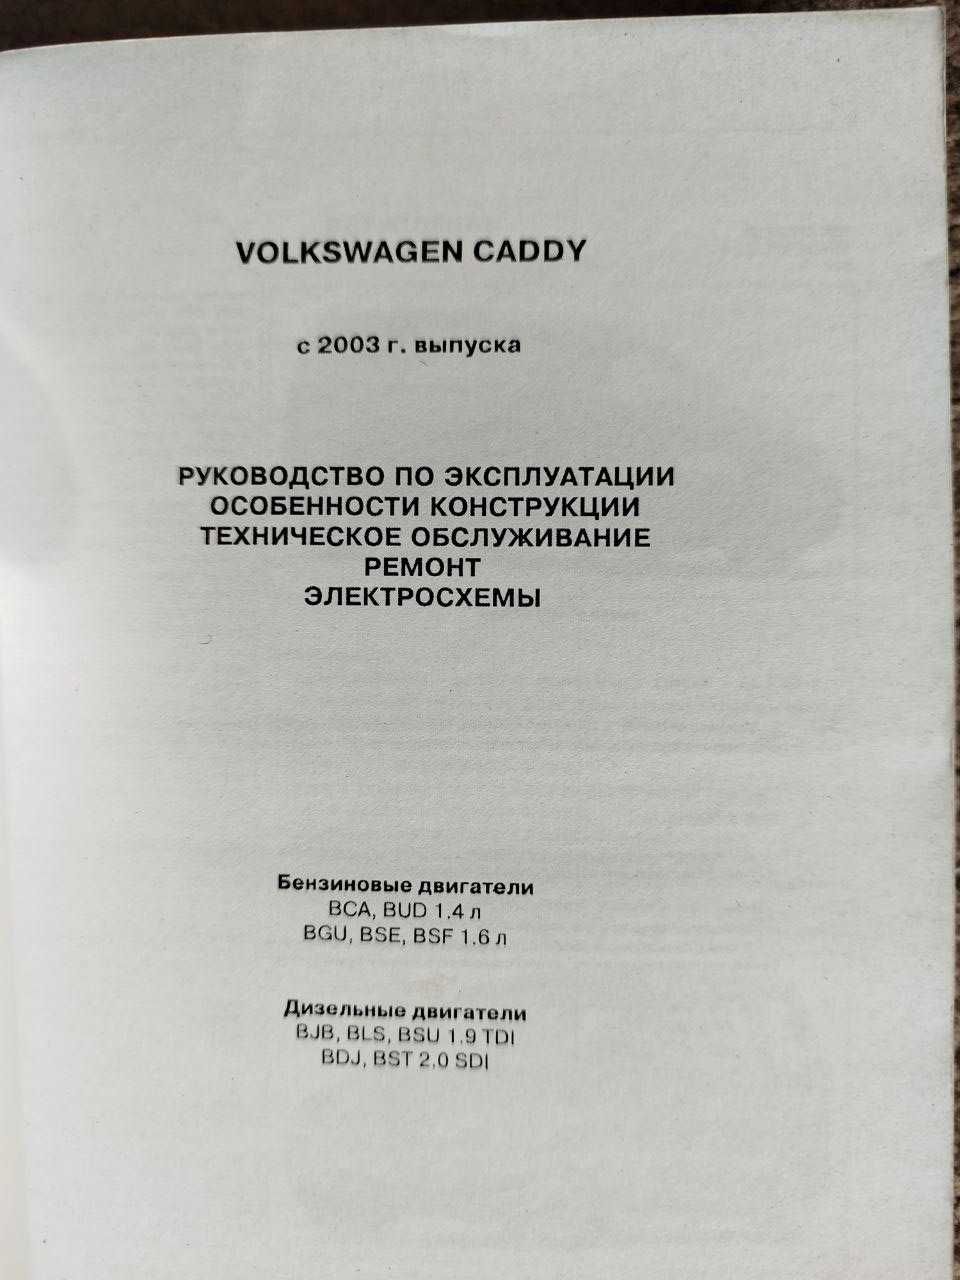 VOLKSWAGEN CADDY
с 2003 г. выпуска
РУКОВОДСТВО ПО ЭКСПЛУАТАЦИИ
ОСОБЕННОСТИ КОНСТРУКЦИИ
ТЕХНИЧЕСКОЕ ОБСЛУЖИВАНИЕ
РЕМОНТ
ЭЛЕКТРОСХЕМЫ
Бензиновые двигатели
BCA, BUD 1,4 л
BGU, BSE, BSF 1,6 л
Дизельные двигатели
BJB, BLS, BSU 1,9 TDI
BDJ, BST 2,0 SDI